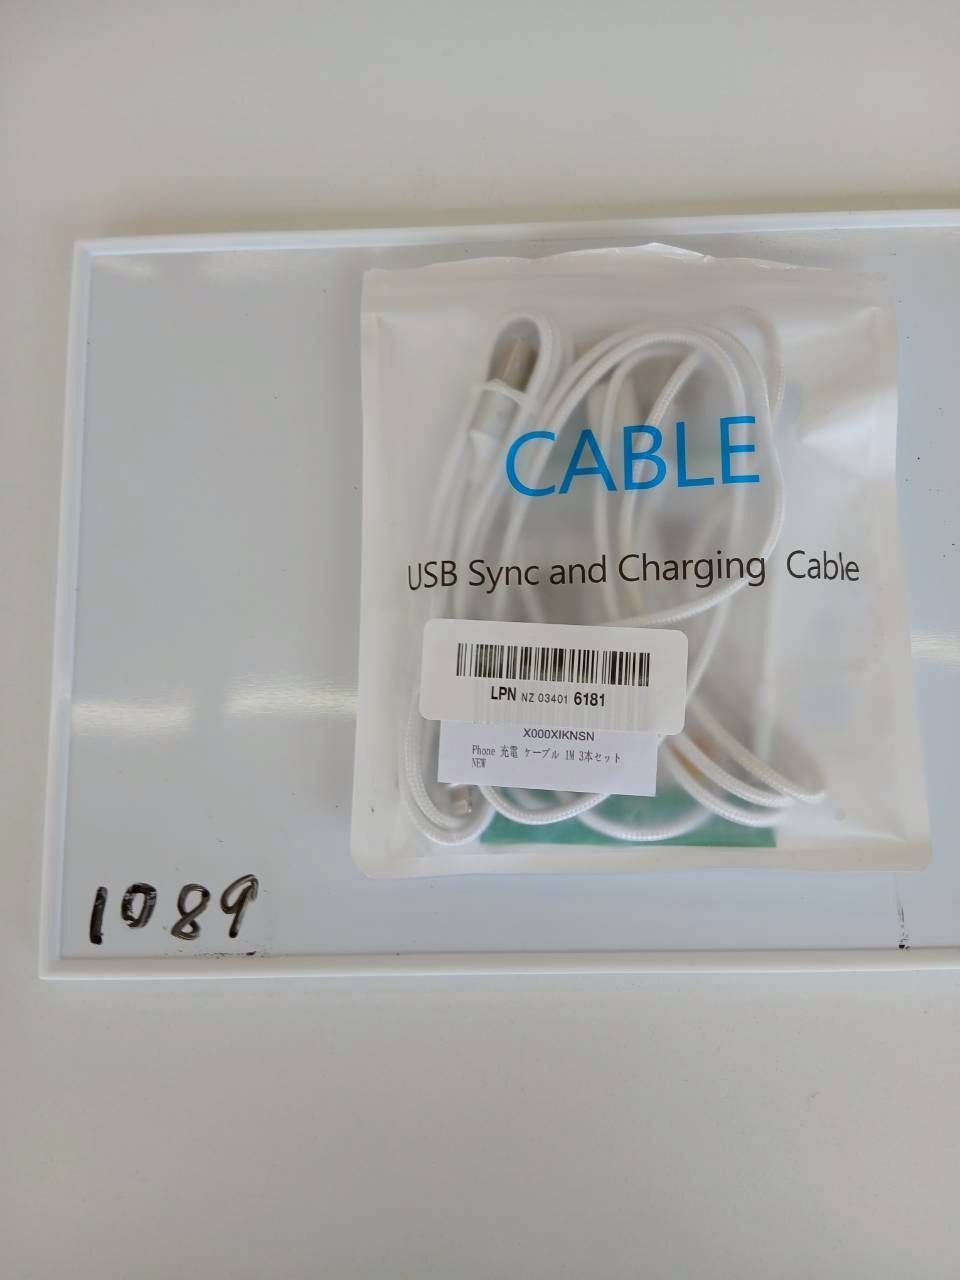 CABLE
USB Sync and Charging Cable
LPN NZ 03401 6181
X000XIKNSN
Phone 充電 ケーブル 1M 3本セット
NEW
1089